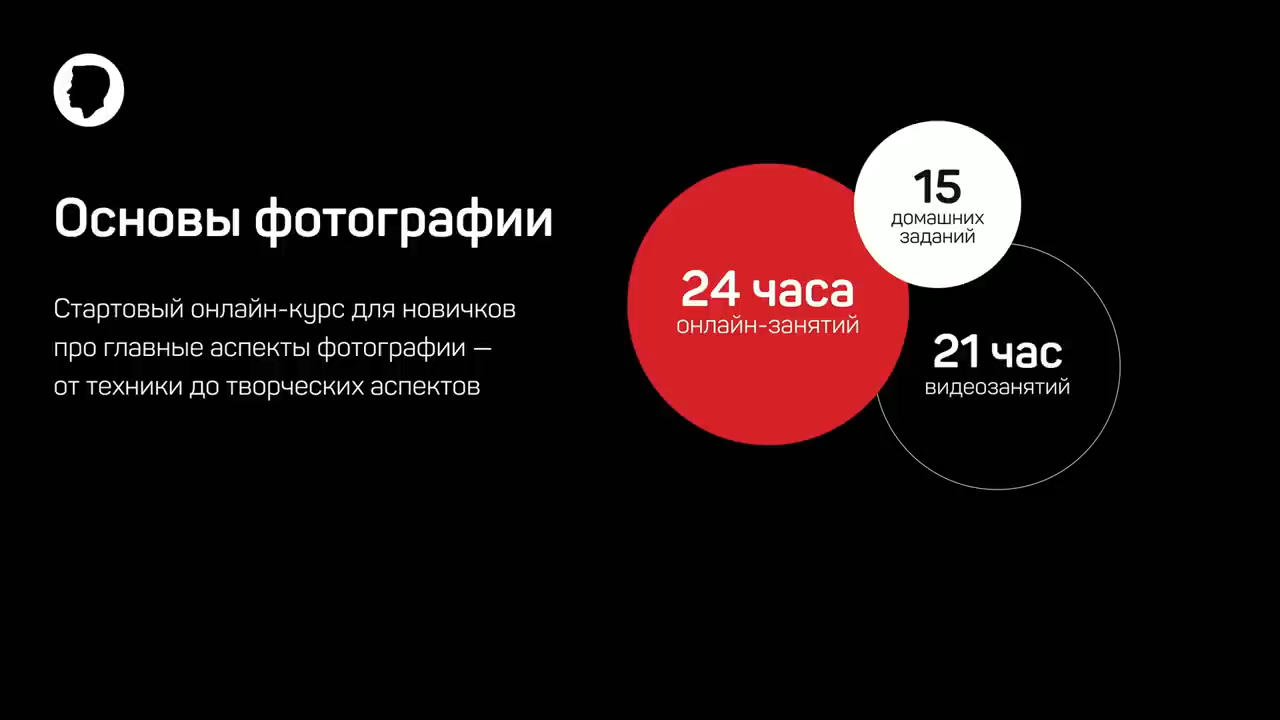 Основы фотографии
Стартовый онлайн-курс для новичков
про главные аспекты фотографии —
от техники до творческих аспектов
24 часа
онлайн-занятий
15
домашних
заданий
21 час
видеозанятий